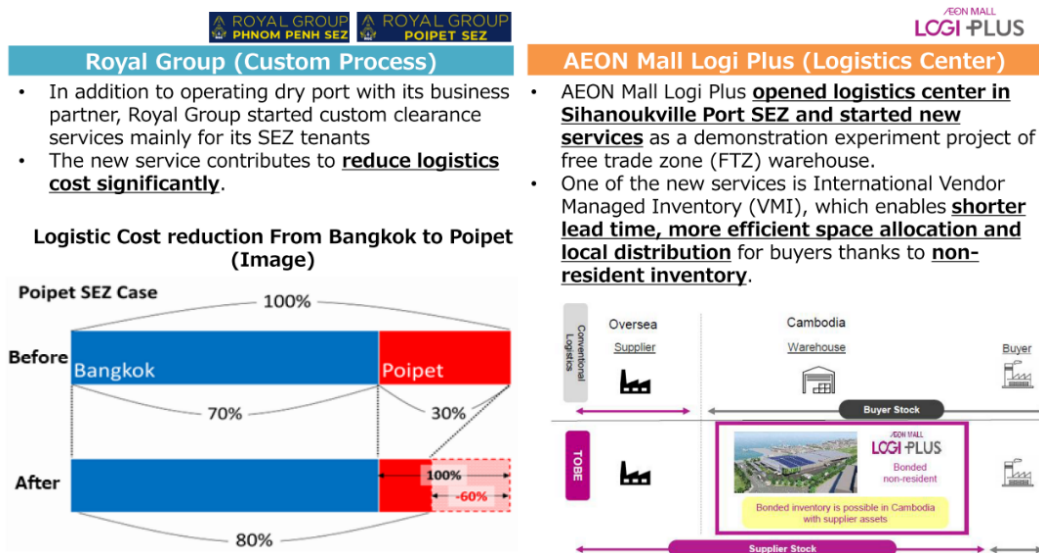 ROYAL GROUP
PHNOM PENH SEZ
ROYAL GROUP
POIPET SEZ
Royal Group (Custom Process)
• In addition to operating dry port with its business
partner, Royal Group started custom clearance
services mainly for its SEZ tenants
• The new service contributes to reduce logistics
cost significantly.
Logistic Cost reduction From Bangkok to Poipet
(Image)
Poipet SEZ Case
100%
Before
Bangkok
Poipet
70%
30%
After
100%
-60%
80%
ÆON MALL
LOGI PLUS
AEON Mall Logi Plus (Logistics Center)
• AEON Mall Logi Plus opened logistics center in
Sihanoukville Port SEZ and started new
services as a demonstration experiment project of
free trade zone (FTZ) warehouse.
• One of the new services is International Vendor
Managed Inventory (VMI), which enables shorter
lead time, more efficient space allocation and
local distribution for buyers thanks to non-
resident inventory.
Conventional
Logistics
Oversea
Supplier
Cambodia
Warehouse
Buyer
Buyer Stock
TOBE
ÆON MALL
LOGI PLUS
Bonded
non-resident
Bonded inventory is possible in Cambodia
with supplier assets
Supplier Stock